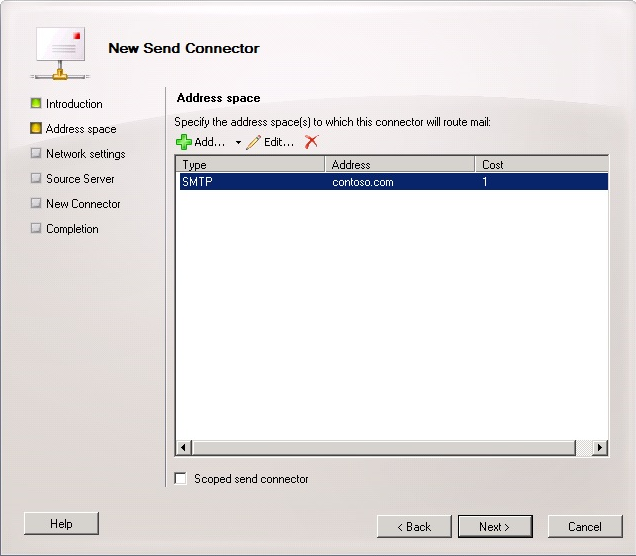 New Send Connector
Introduction
Address space
Network settings
Source Server
New Connector
Completion
Address space
Specify the address space(s) to which this connector will route mail:
Add... Edit...
Type Address Cost
SMTP contoso.com 1
Scoped send connector
Help < Back Next > Cancel